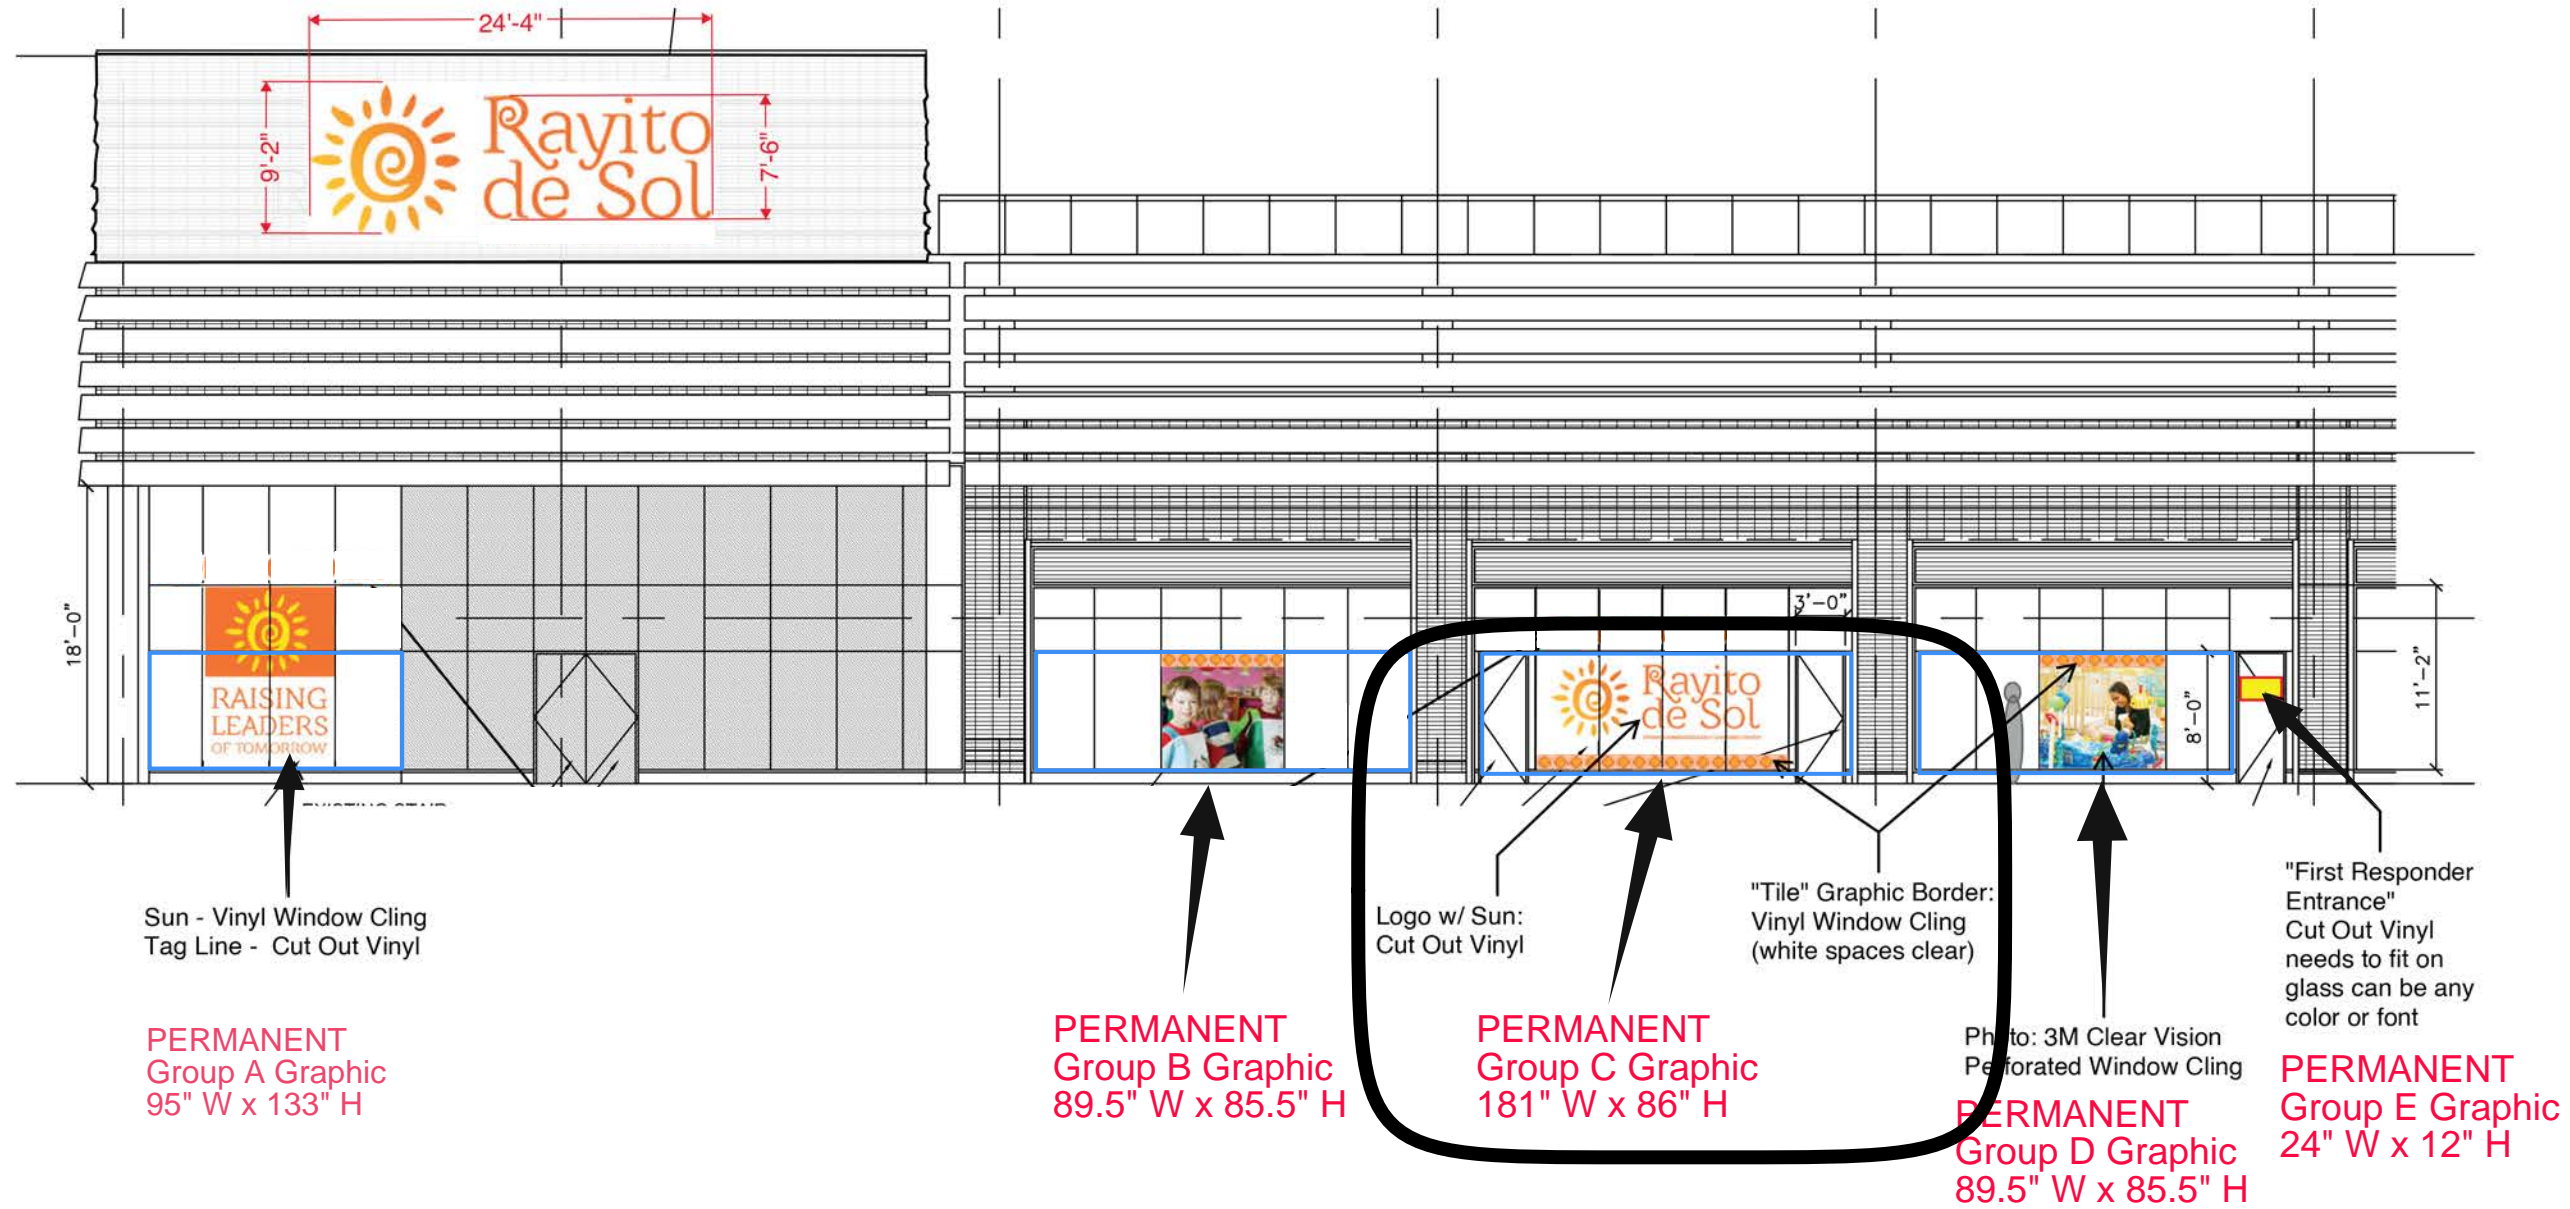 24'-4"
9'-2"
Rayito
de Sol
7'-6"
18'-0"
RAISING
LEADERS
OF TOMORROW
3'-0"
Rayito
de Sol
8'-0"
11'-2"
Sun - Vinyl Window Cling
Tag Line - Cut Out Vinyl
PERMANENT
Group A Graphic
95" W x 133" H
PERMANENT
Group B Graphic
89.5" W x 85.5" H
Logo w/ Sun:
Cut Out Vinyl
PERMANENT
Group C Graphic
181" W x 86" H
"Tile" Graphic Border:
Vinyl Window Cling
(white spaces clear)
Photo: 3M Clear Vision
Perforated Window Cling
PERMANENT
Group D Graphic
89.5" W x 85.5" H
"First Responder
Entrance"
Cut Out Vinyl
needs to fit on
glass can be any
color or font
PERMANENT
Group E Graphic
24" W x 12" H